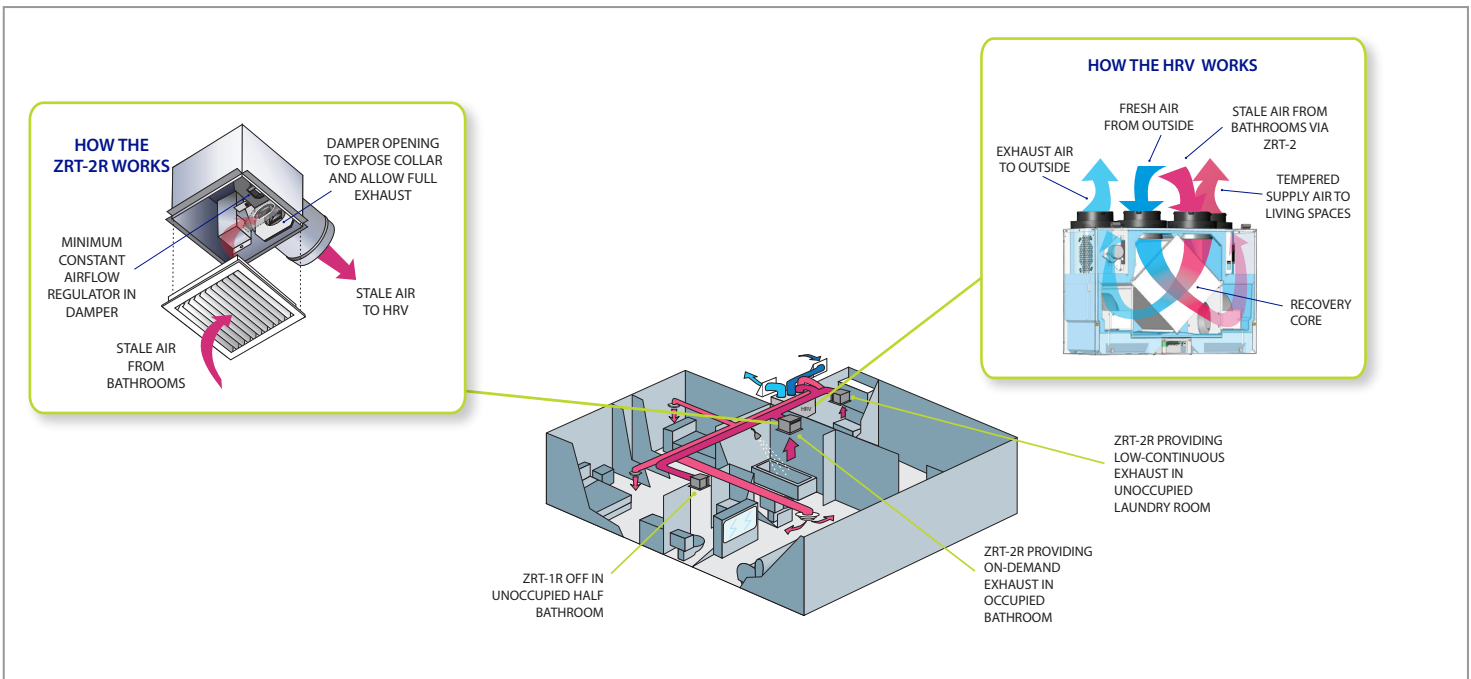 HOW THE
ZRT-2R WORKS
DAMPER OPENING
TO EXPOSE COLLAR
AND ALLOW FULL
EXHAUST
MINIMUM
CONSTANT
AIRFLOW
REGULATOR IN
DAMPER
STALE AIR
TO HRV
STALE AIR
FROM
BATHROOMS
HOW THE HRV WORKS
FRESH AIR
FROM OUTSIDE
STALE AIR FROM
BATHROOMS VIA
ZRT-2
EXHAUST AIR
TO OUTSIDE
TEMPERED
SUPPLY AIR TO
LIVING SPACES
RECOVERY
CORE
HRV
ZRT-2R PROVIDING
LOW-CONTINUOUS
EXHAUST IN
UNOCCUPIED
LAUNDRY ROOM
ZRT-2R PROVIDING
ON-DEMAND
EXHAUST IN
OCCUPIED
BATHROOM
ZRT-1R OFF IN
UNOCCUPIED HALF
BATHROOM